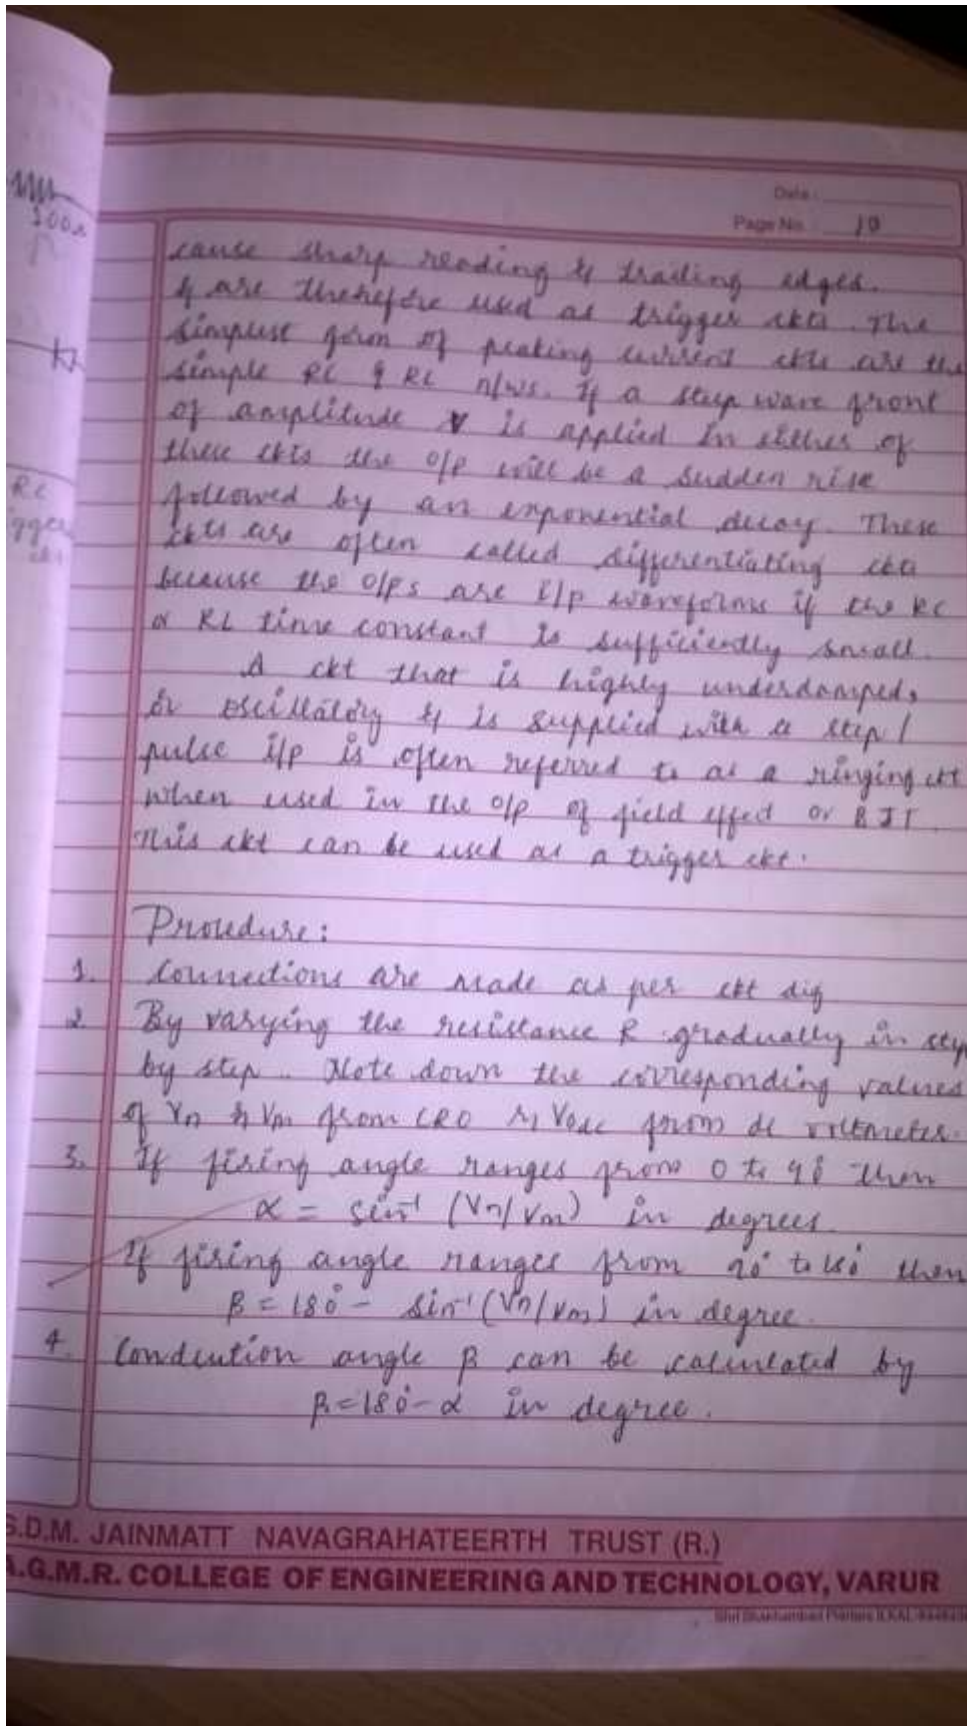 Date :
Page No. 10
100Ω
RC
cause sharp reading & trailing edges.
& are therefore used as trigger ckts. The
simplest form of peaking current ckts are the
simple RC & RL n/ws. If a step wave front
of amplitude V is applied in either of
these ckts the o/p will be a sudden rise
followed by an exponential decay. These
ckts are often called differentiating ckts
because the o/ps are i/p waveforms if the RC
or RL time constant is sufficiently small.
A ckt that is highly underdamped,
or oscillatory & is supplied with a step/
pulse i/p is often referred to as a ringing ckt
when used in the o/p of field effect or BJT.
This ckt can be used as a trigger ckt.
Procedure:
1. Connections are made as per ckt dig
2. By varying the resistance R gradually in step
by step. Note down the corresponding values
of Vn & Vm from CRO & Vodc from dc voltmeter.
3. If firing angle ranges from 0 to 90° then
α = sin⁻¹ (Vn/Vm) in degrees.
If firing angle ranges from 90° to 180° then
β = 180° - sin⁻¹ (Vn/Vm) in degree.
4. Condcution angle β can be calculated by
β = 180° - α in degree.
S.D.M. JAINMATT NAVAGRAHATEERTH TRUST (R.)
A.G.M.R. COLLEGE OF ENGINEERING AND TECHNOLOGY, VARUR